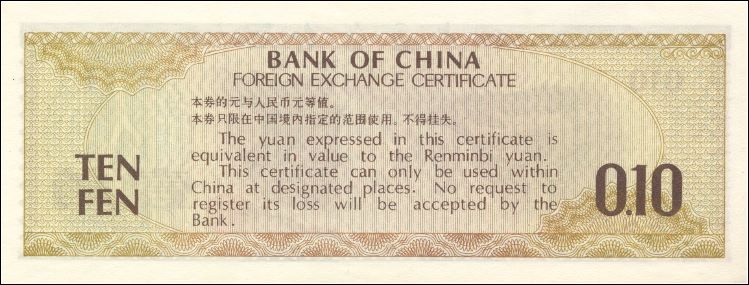 BANK OF CHINA
FOREIGN EXCHANGE CERTIFICATE
本券的元与人民币元等值。
本券只限在中国境内指定的范围使用。不得挂失。
The yuan expressed in this certificate is
equivalent in value to the Renminbi yuan.
This certificate can only be used within
China at designated places. No request to
register its loss will be accepted by the
Bank.
TEN
FEN
0.10